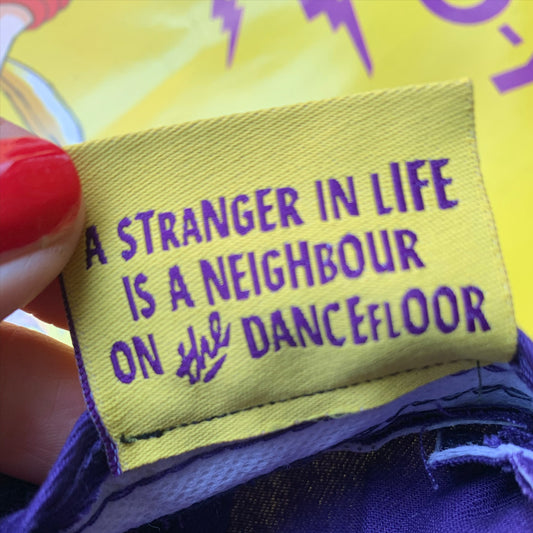 A STRANGER IN LIFE
IS A NEIGHBOUR
ON the DANCEFLOOR